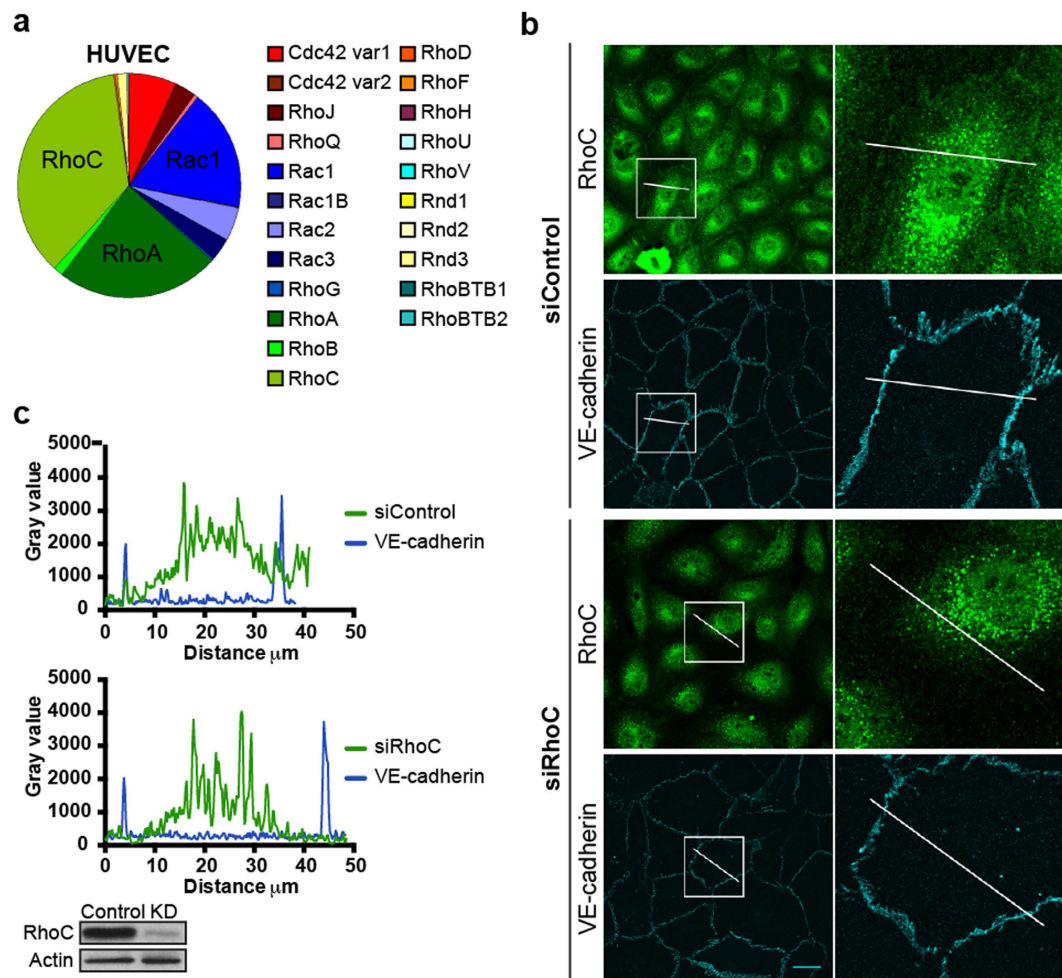 a
HUVEC
RhoC
Rac1
RhoA
Cdc42 var1
Cdc42 var2
RhoJ
RhoQ
Rac1
Rac1B
Rac2
Rac3
RhoG
RhoA
RhoB
RhoC
RhoD
RhoF
RhoH
RhoU
RhoV
Rnd1
Rnd2
Rnd3
RhoBTB1
RhoBTB2
b
siControl
RhoC
VE-cadherin
siRhoC
RhoC
VE-cadherin
c
Gray value
5000
4000
3000
2000
1000
0
0 10 20 30 40 50
Distance μm
siControl
VE-cadherin
Gray value
5000
4000
3000
2000
1000
0
0 10 20 30 40 50
Distance μm
siRhoC
VE-cadherin
Control KD
RhoC
Actin